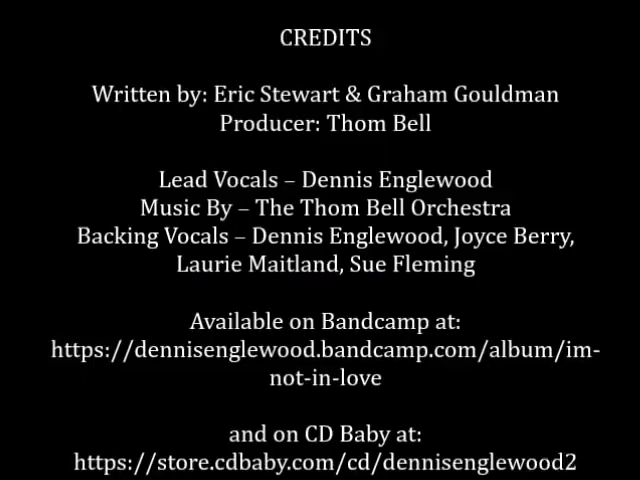 CREDITS
Written by: Eric Stewart & Graham Gouldman
Producer: Thom Bell
Lead Vocals – Dennis Englewood
Music By – The Thom Bell Orchestra
Backing Vocals – Dennis Englewood, Joyce Berry,
Laurie Maitland, Sue Fleming
Available on Bandcamp at:
https://dennisenglewood.bandcamp.com/album/im-
not-in-love
and on CD Baby at:
https://store.cdbaby.com/cd/dennisenglewood2